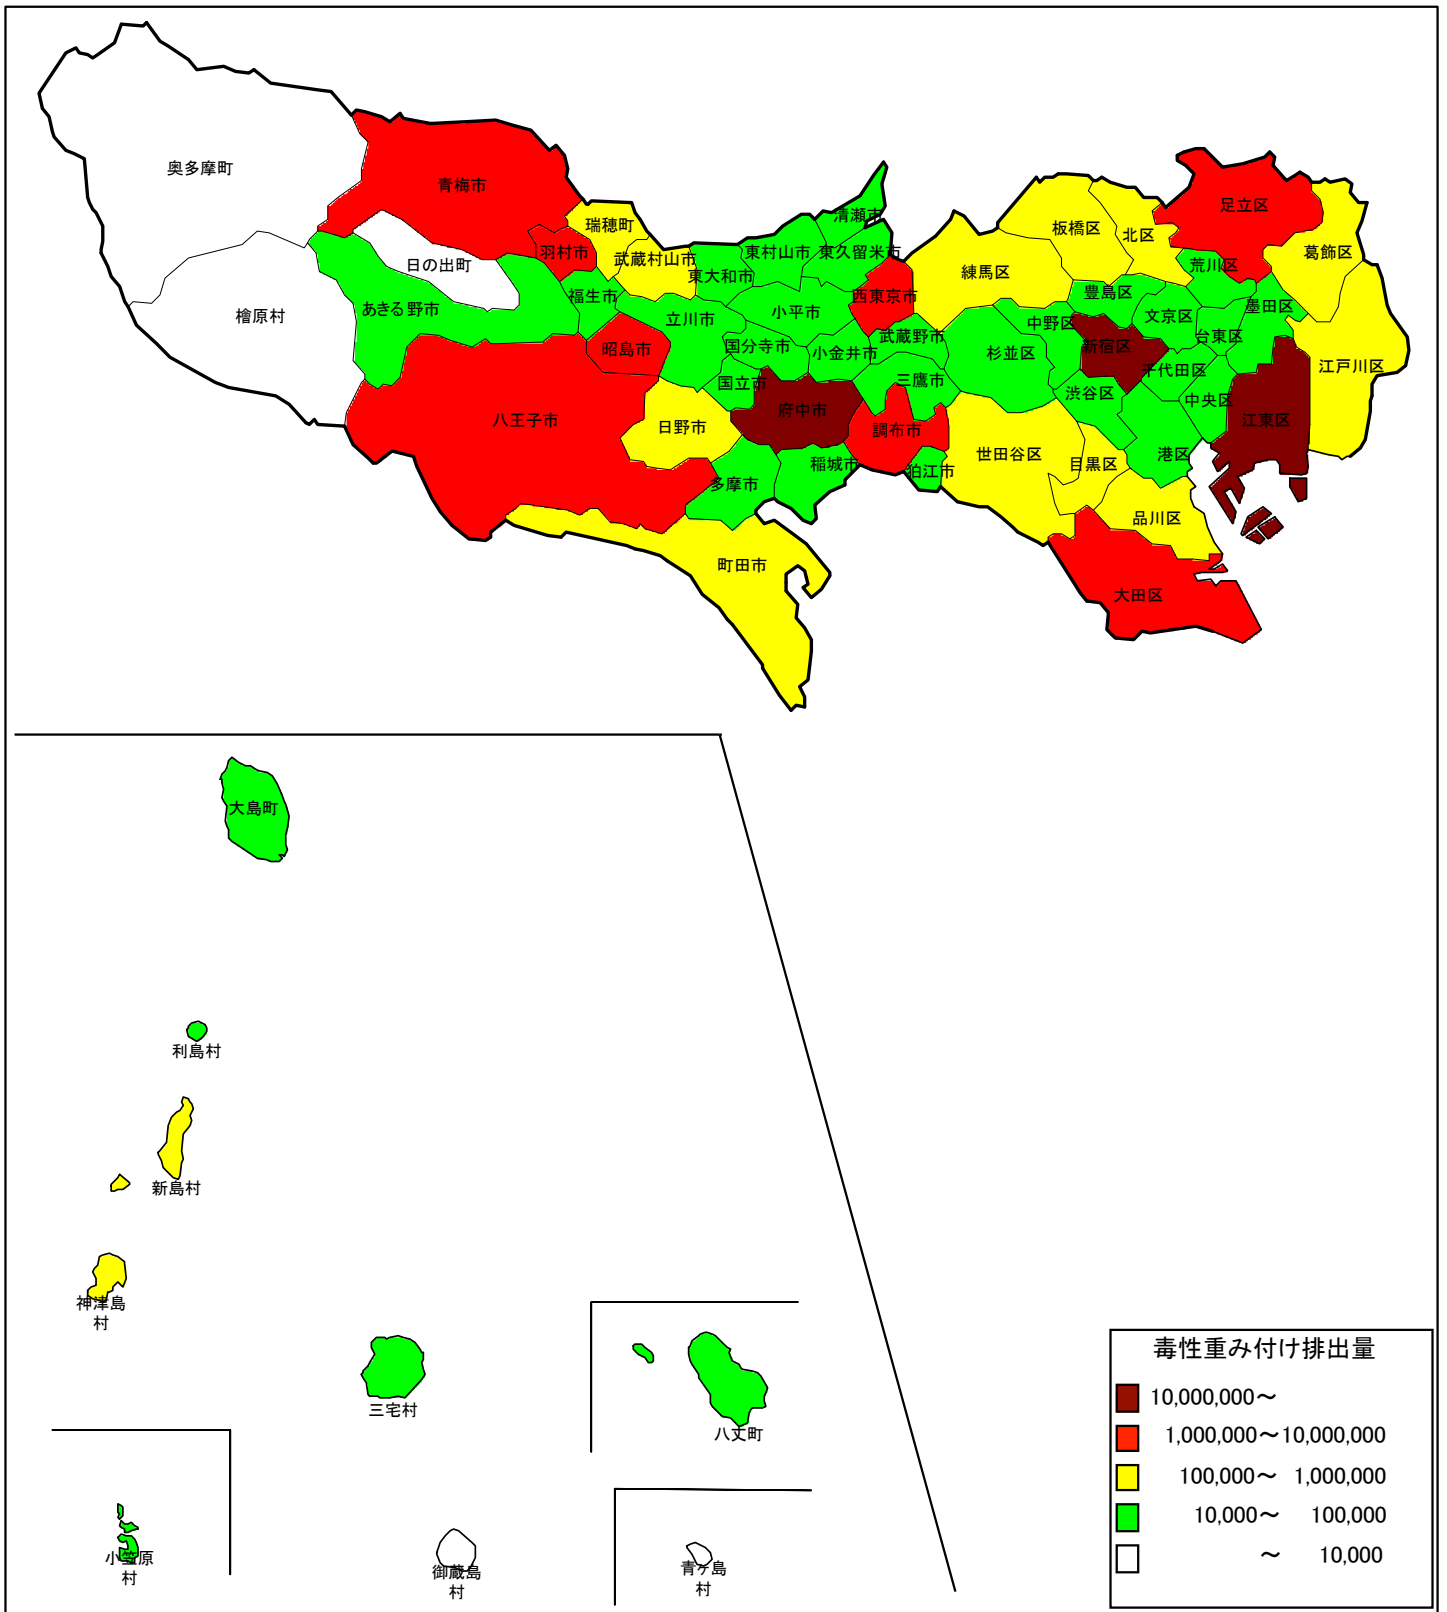 奥多摩町
青梅市
檜原村
日の出町
あきる野市
羽村市
瑞穂町
武蔵村山市
福生市
昭島市
八王子市
立川市
東大和市
東村山市
清瀬市
東久留米市
小平市
西東京市
国分寺市
小金井市
武蔵野市
国立市
府中市
三鷹市
調布市
日野市
多摩市
稲城市
狛江市
町田市
練馬区
板橋区
北区
足立区
葛飾区
荒川区
豊島区
文京区
台東区
墨田区
中野区
杉並区
新宿区
千代田区
渋谷区
中央区
江東区
江戸川区
世田谷区
目黒区
港区
品川区
大田区
大島町
利島村
新島村
神津島
村
三宅村
八丈町
小笠原
村
御蔵島
村
青ヶ島
村
毒性重み付け排出量
10,000,000～
1,000,000～10,000,000
100,000～ 1,000,000
10,000～ 100,000
～ 10,000